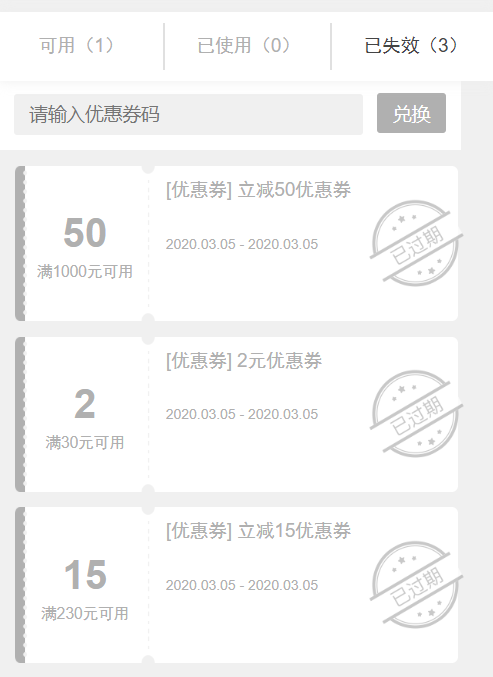 可用（1） 已使用（0） 已失效（3）
请输入优惠券码 兑换
[优惠券] 立减50优惠券
50
2020.03.05 - 2020.03.05
满1000元可用
已过期
[优惠券] 2元优惠券
2
2020.03.05 - 2020.03.05
满30元可用
已过期
[优惠券] 立减15优惠券
15
2020.03.05 - 2020.03.05
满230元可用
已过期